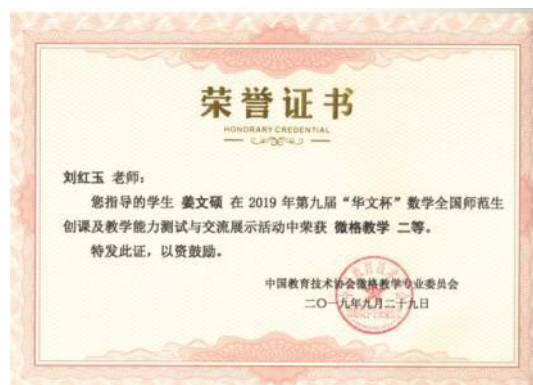 荣誉证书
HONORARY CREDENTIAL
刘红玉 老师：
您指导的学生 姜文硕 在 2019 年第九届“华文杯”数学全国师范生
创课及教学能力测试与交流展示活动中荣获 微格教学 二等。
特发此证，以资鼓励。
中国教育技术协会微格教学专业委员会
二〇一九年九月二十九日